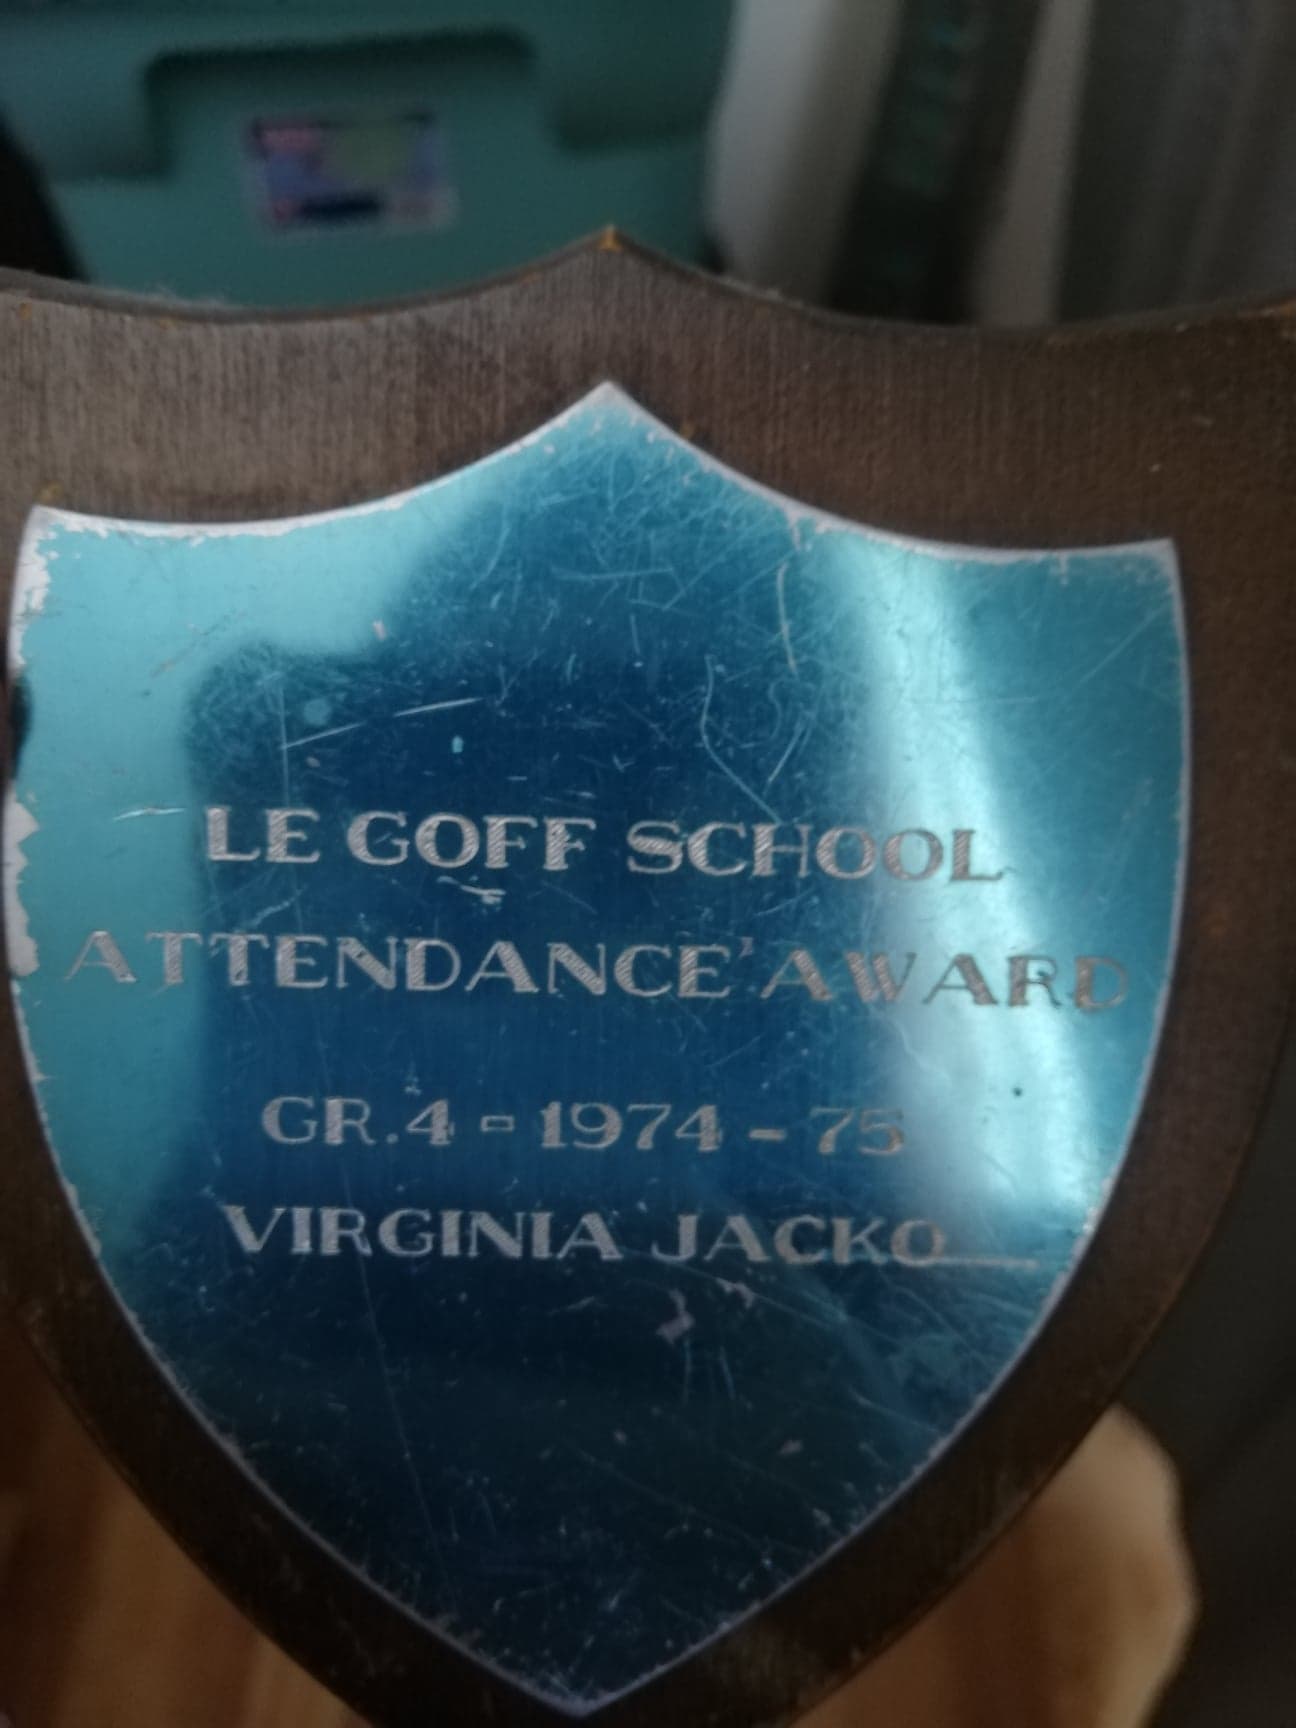 LE GOFF SCHOOL
ATTENDANCE AWARD
GR.4 - 1974 - 75
VIRGINIA JACKO